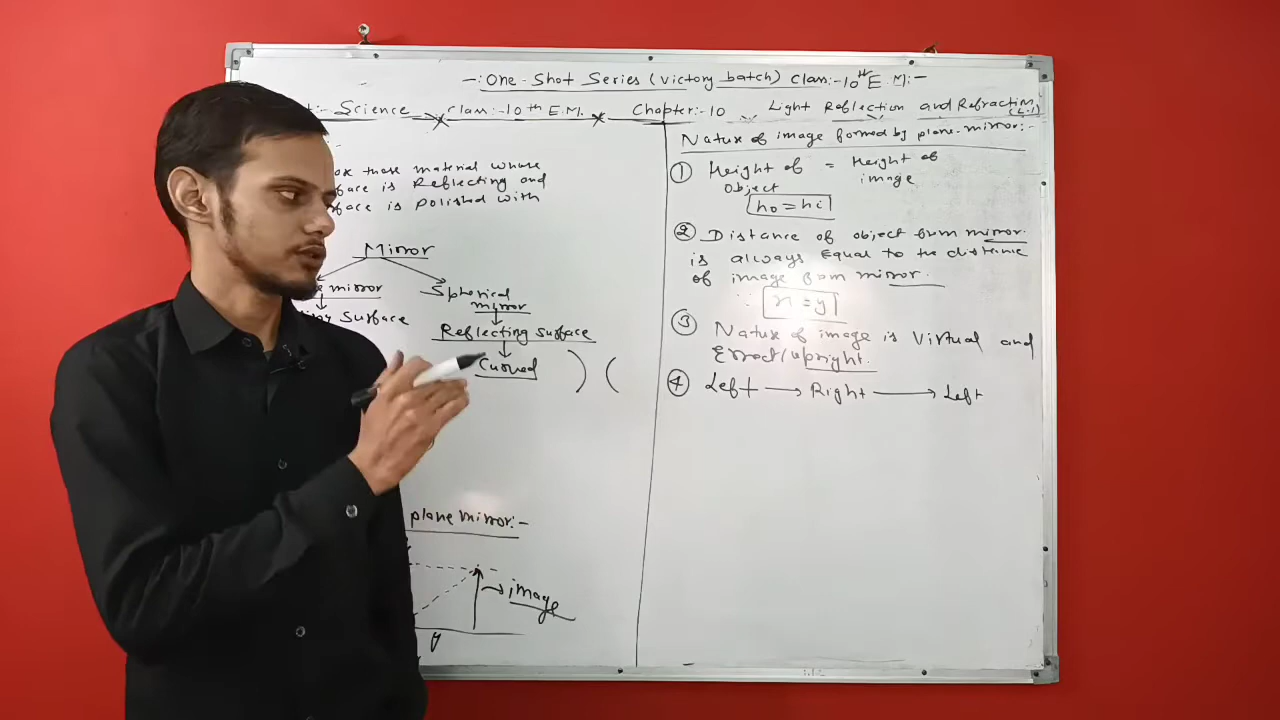 -: One-Shot Series (Victory batch) Class:-10th E.M:-
Science
class:-10th E.M.
Chapter:-10
Light Reflection and Refraction
(L-1)
those material whose
is Reflecting and
is polished with
Mirror
mirror
surface
Spherical
mirror
Reflecting surface
Curved
plane mirror:-
image
y
Nature of image formed by plane-mirror:-
① Height of = Height of
object image
ho = hi
② Distance of object from mirror
is always Equal to the distance
of image from mirror.
∵ x = y
③ Nature of image is Virtual and
Errect/upright.
④ Left → Right → Left